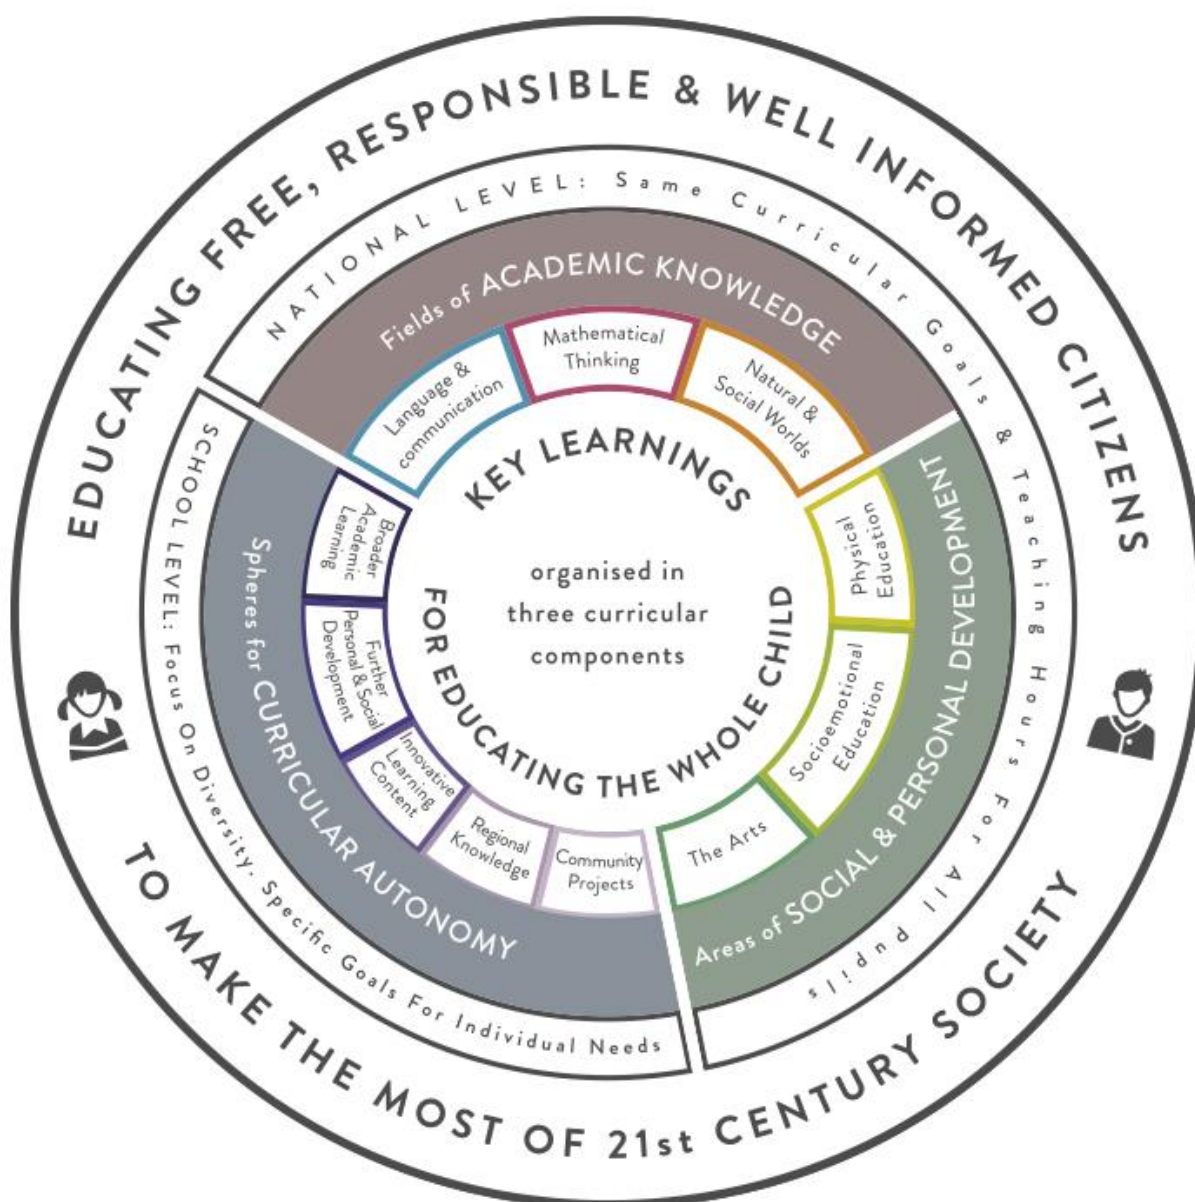 EDUCATING FREE, RESPONSIBLE & WELL INFORMED CITIZENS
TO MAKE THE MOST OF 21st CENTURY SOCIETY
NATIONAL LEVEL: Same Curricular Goals & Teaching Hours For All Pupils
SCHOOL LEVEL: Focus On Diversity. Specific Goals For Individual Needs
Fields of ACADEMIC KNOWLEDGE
Language &
communication
Mathematical
Thinking
Natural &
Social Worlds
Areas of SOCIAL & PERSONAL DEVELOPMENT
Physical
Education
Socioemotional
Education
The Arts
Spheres for CURRICULAR AUTONOMY
Broader
Academic
Learning
Further
Personal & Social
Development
Innovative
Learning
Content
Regional
Knowledge
Community
Projects
KEY LEARNINGS
FOR EDUCATING THE WHOLE CHILD
organised in
three curricular
components